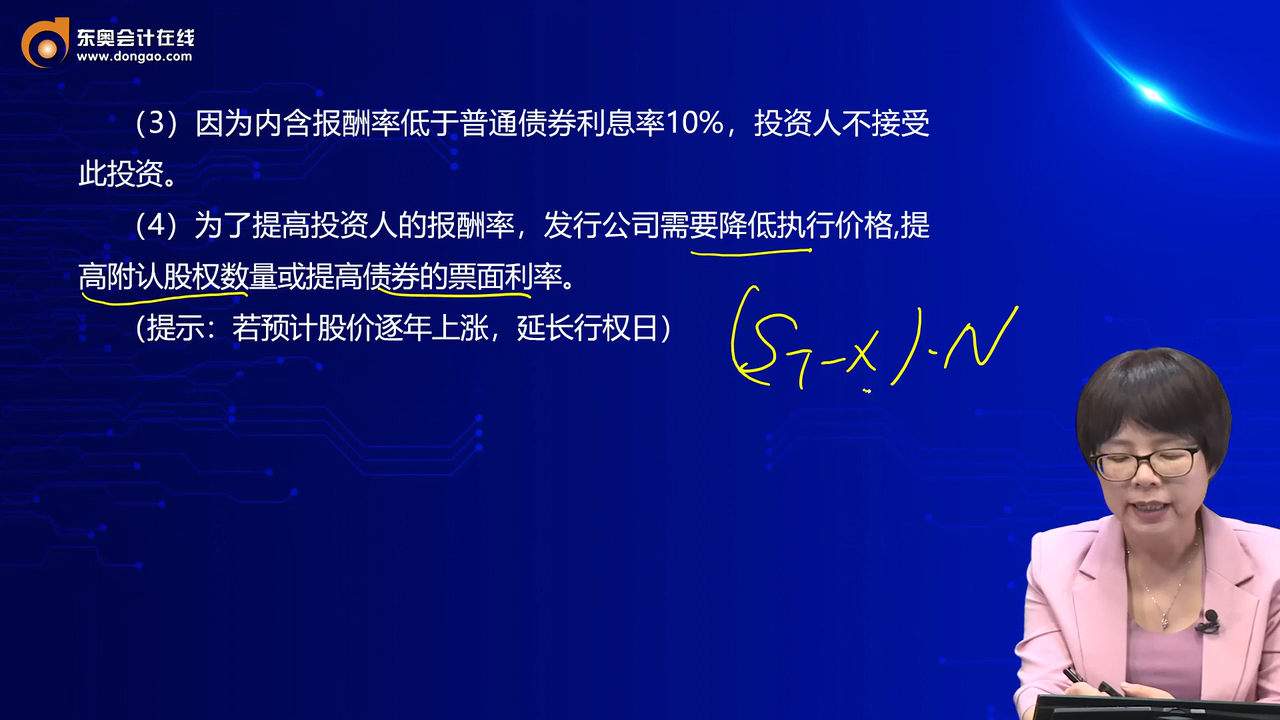 东奥会计在线
www.dongao.com
（3）因为内含报酬率低于普通债券利息率10%，投资人不接受
此投资。
（4）为了提高投资人的报酬率，发行公司需要降低执行价格,提
高附认股权数量或提高债券的票面利率。
（提示：若预计股价逐年上涨，延长行权日）
(S_T-X)·N